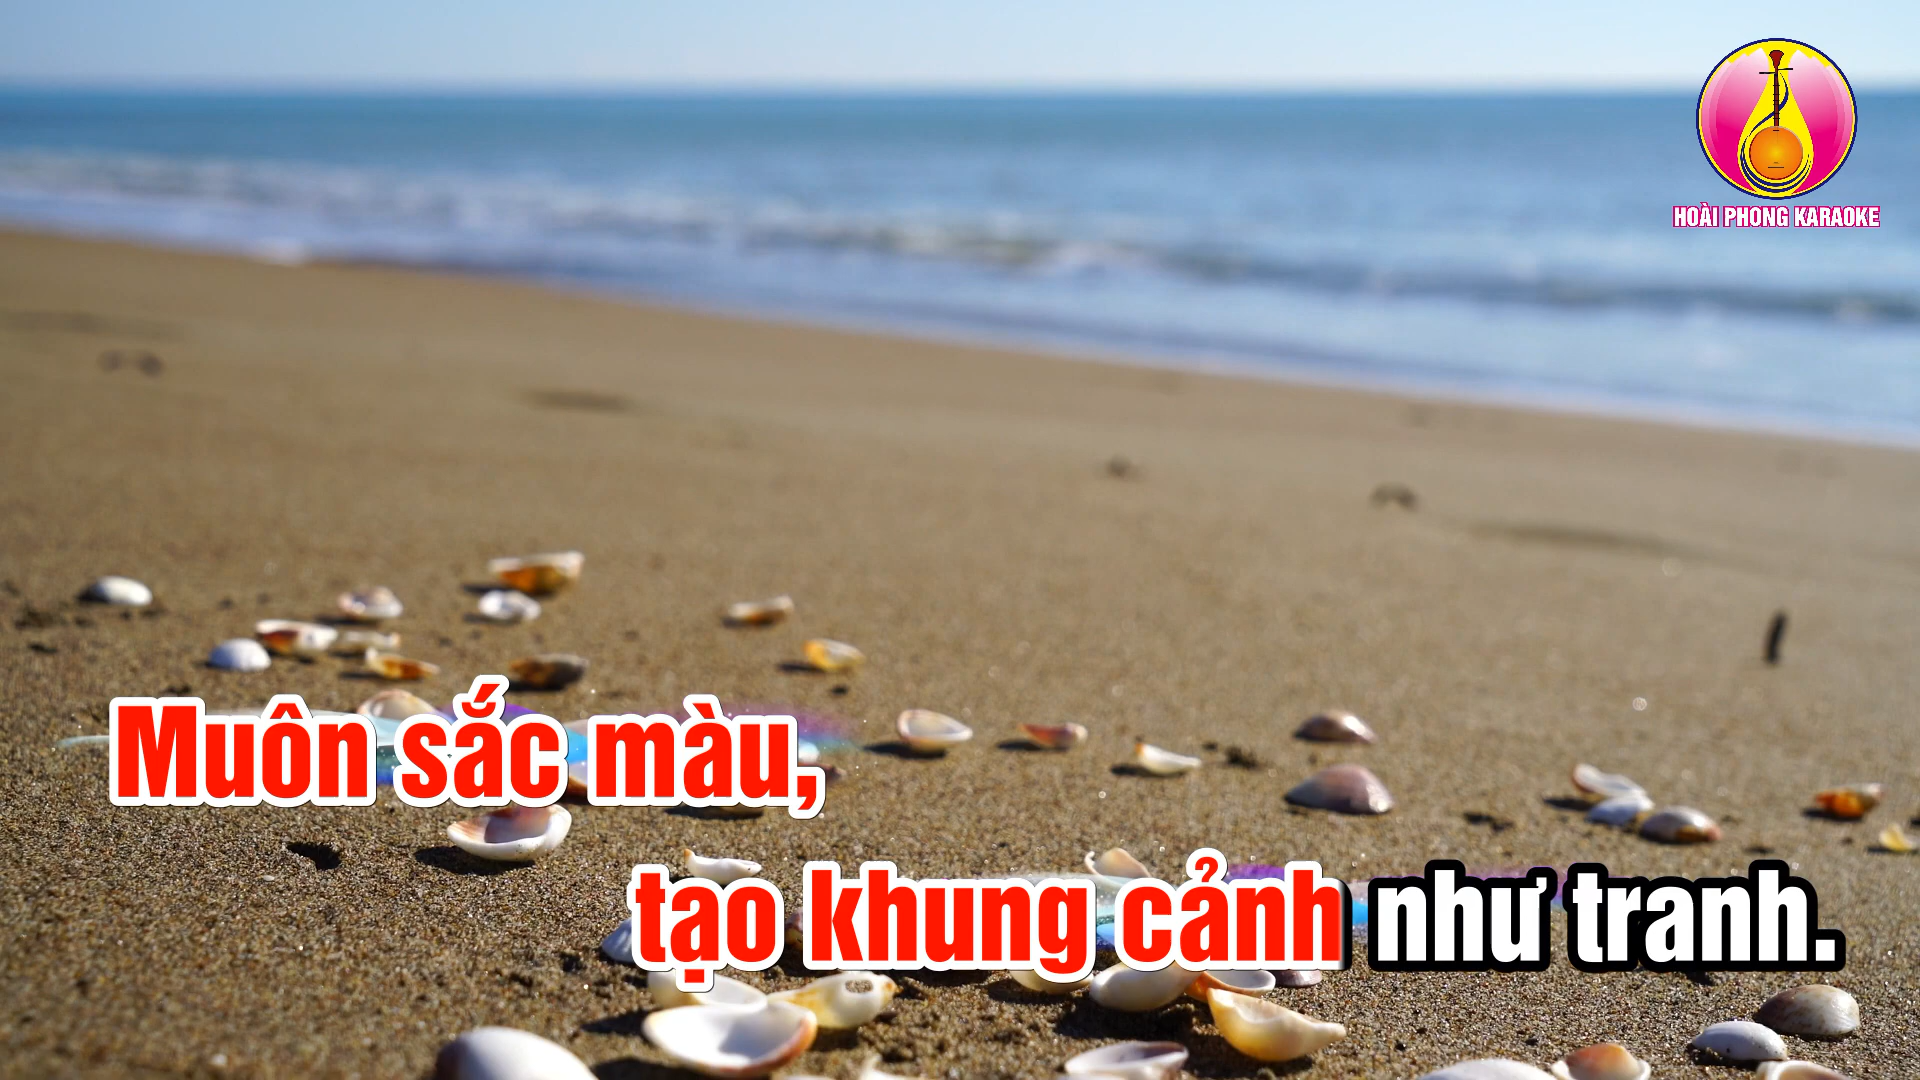 HOÀI PHONG KARAOKE
Muôn sắc màu,
tạo khung cảnh như tranh.